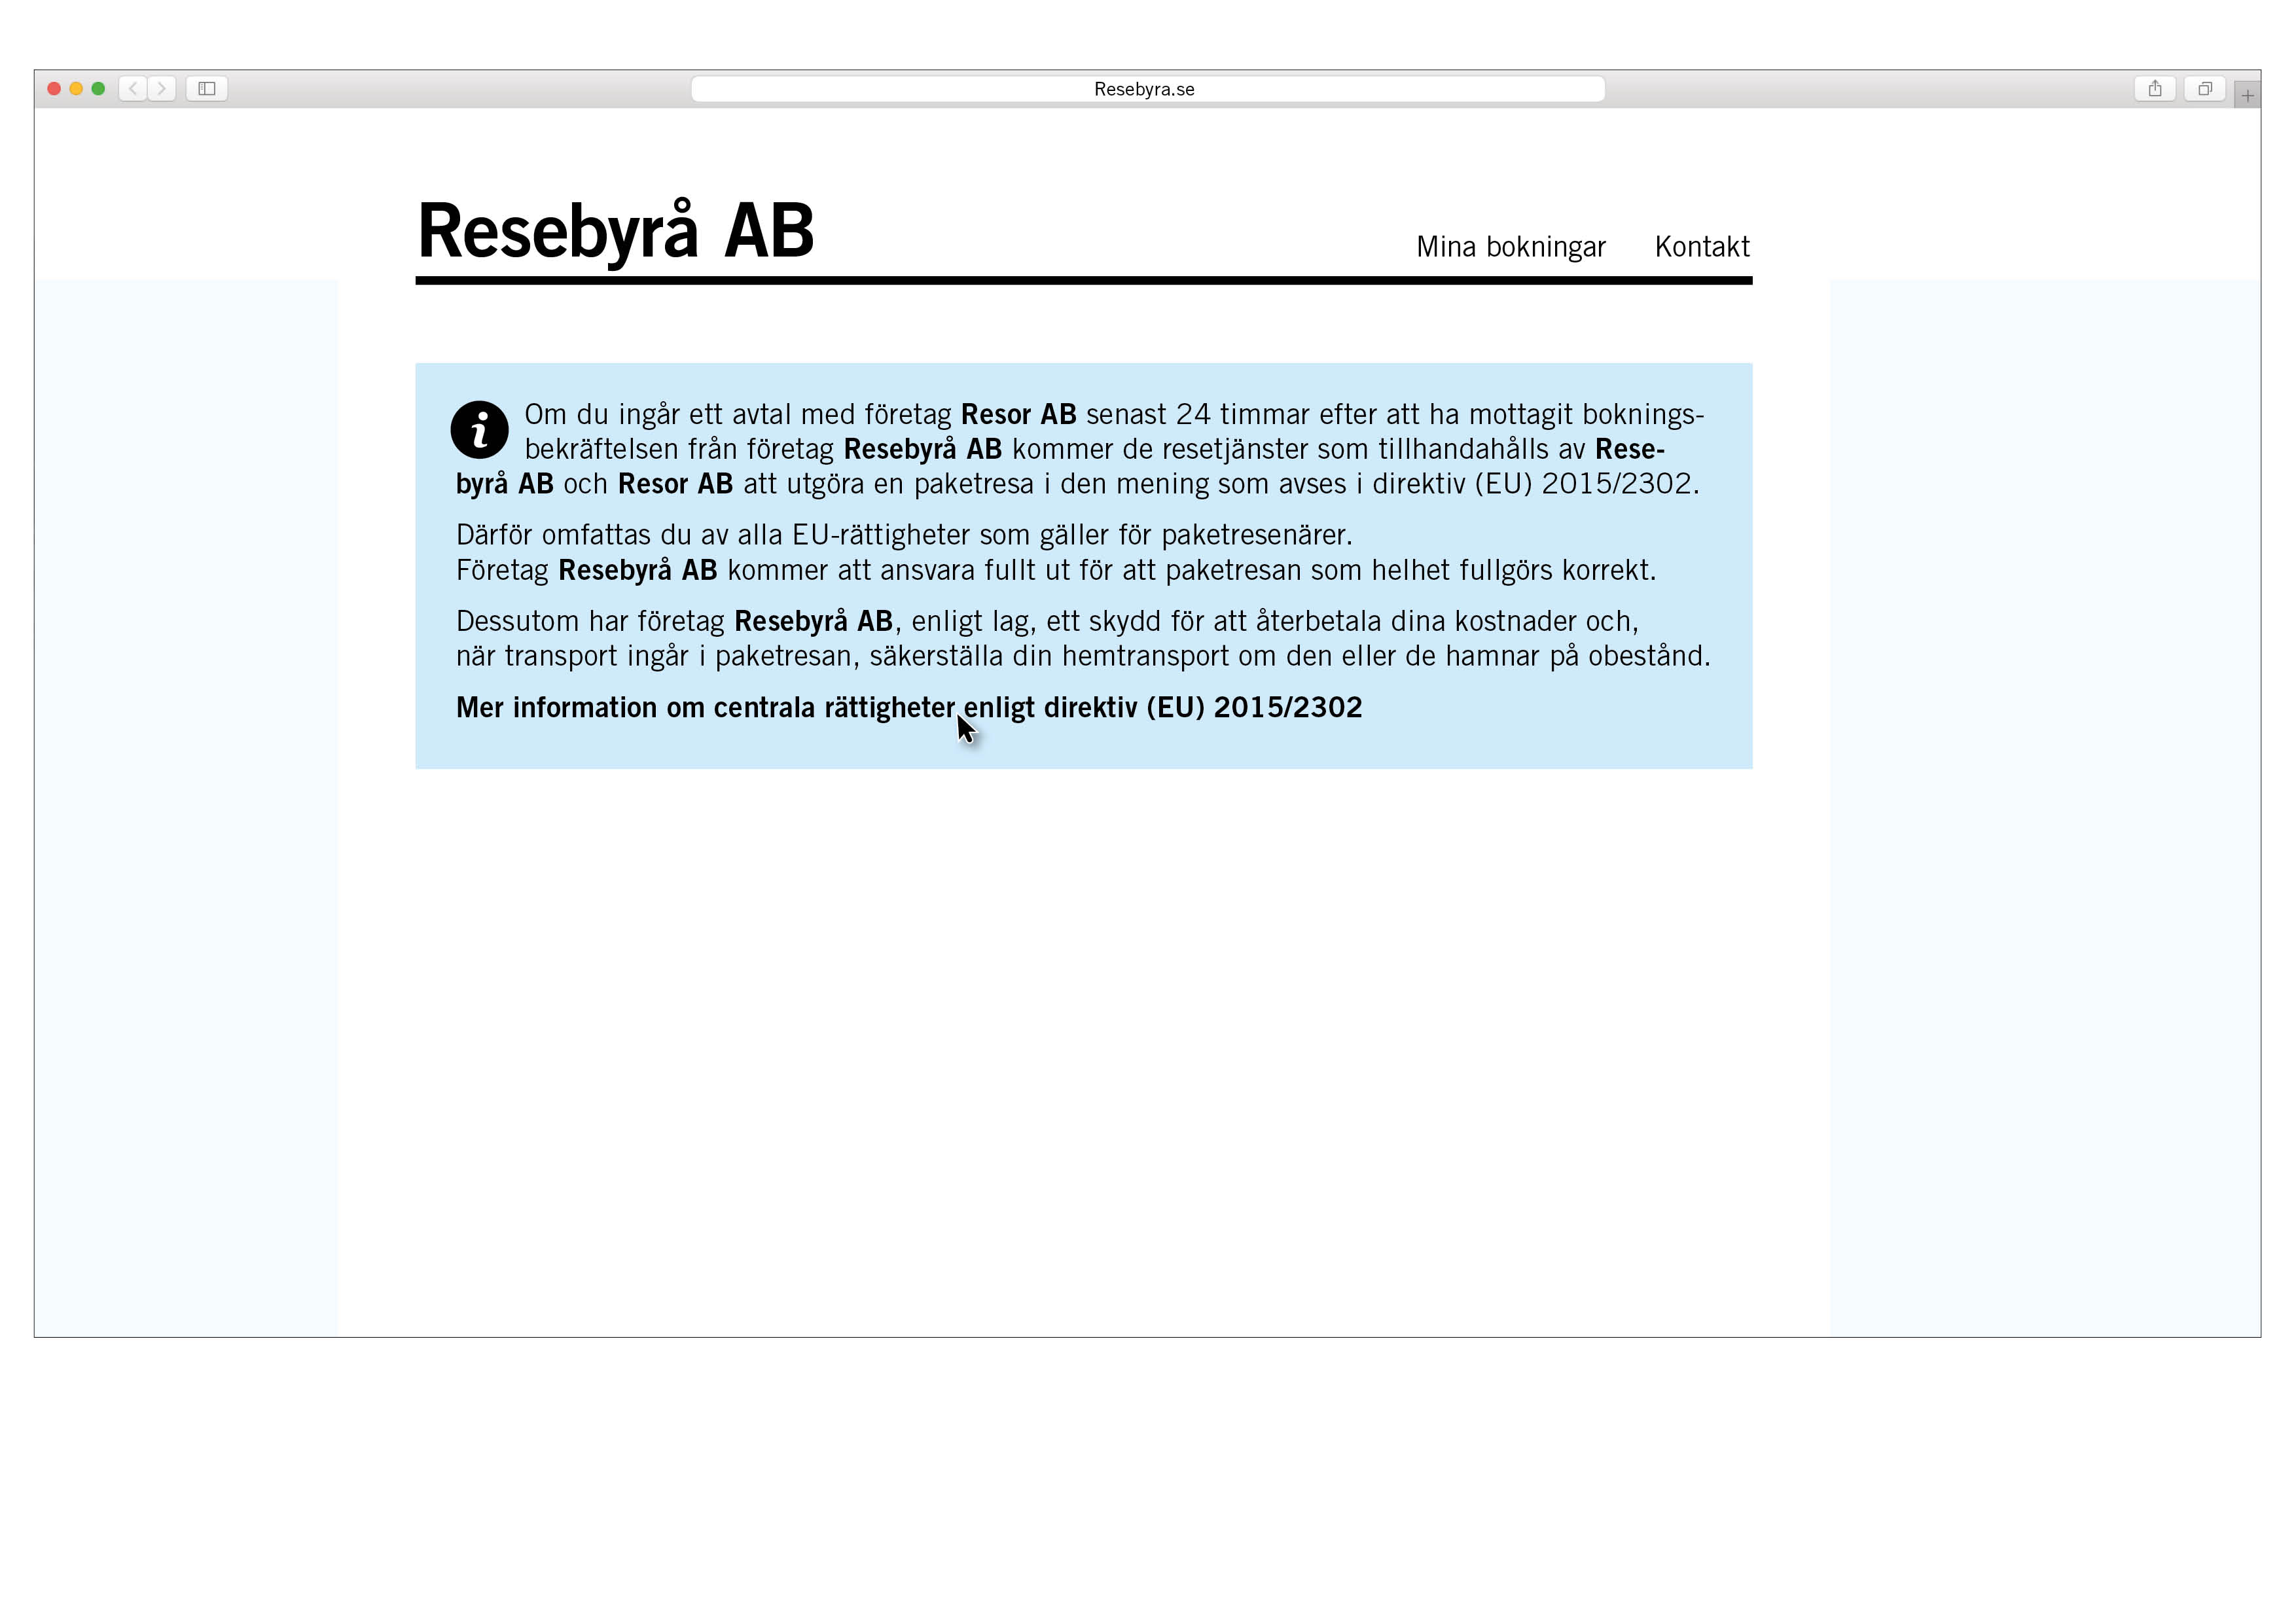 Resebyra.se
Resebyrå AB
Mina bokningar Kontakt
i
Om du ingår ett avtal med företag Resor AB senast 24 timmar efter att ha mottagit boknings-
bekräftelsen från företag Resebyrå AB kommer de resetjänster som tillhandahålls av Rese-
byrå AB och Resor AB att utgöra en paketresa i den mening som avses i direktiv (EU) 2015/2302.
Därför omfattas du av alla EU-rättigheter som gäller för paketresenärer.
Företag Resebyrå AB kommer att ansvara fullt ut för att paketresan som helhet fullgörs korrekt.
Dessutom har företag Resebyrå AB, enligt lag, ett skydd för att återbetala dina kostnader och,
när transport ingår i paketresan, säkerställa din hemtransport om den eller de hamnar på obestånd.
Mer information om centrala rättigheter enligt direktiv (EU) 2015/2302